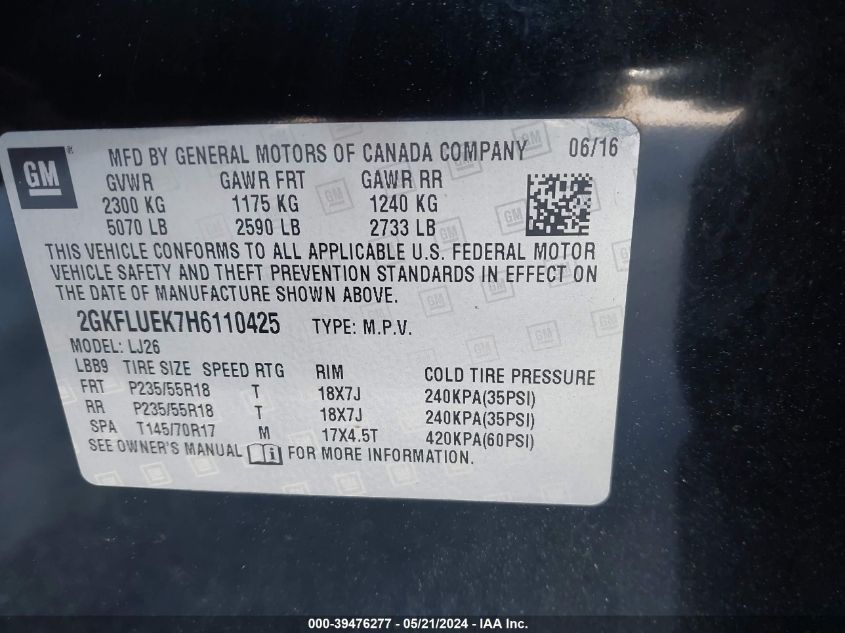 GM ® MFD BY GENERAL MOTORS OF CANADA COMPANY 06/16
GVWR GAWR FRT GAWR RR
2300 KG 1175 KG 1240 KG
5070 LB 2590 LB 2733 LB
THIS VEHICLE CONFORMS TO ALL APPLICABLE U.S. FEDERAL MOTOR
VEHICLE SAFETY AND THEFT PREVENTION STANDARDS IN EFFECT ON
THE DATE OF MANUFACTURE SHOWN ABOVE.
2GKFLUEK7H6110425 TYPE: M.P.V.
MODEL: LJ26
LBB9 TIRE SIZE SPEED RTG RIM COLD TIRE PRESSURE
FRT P235/55R18 T 18X7J 240KPA(35PSI)
RR P235/55R18 T 18X7J 240KPA(35PSI)
SPA T145/70R17 M 17X4.5T 420KPA(60PSI)
SEE OWNER'S MANUAL i FOR MORE INFORMATION.
000-39476277 - 05/21/2024 - IAA Inc.